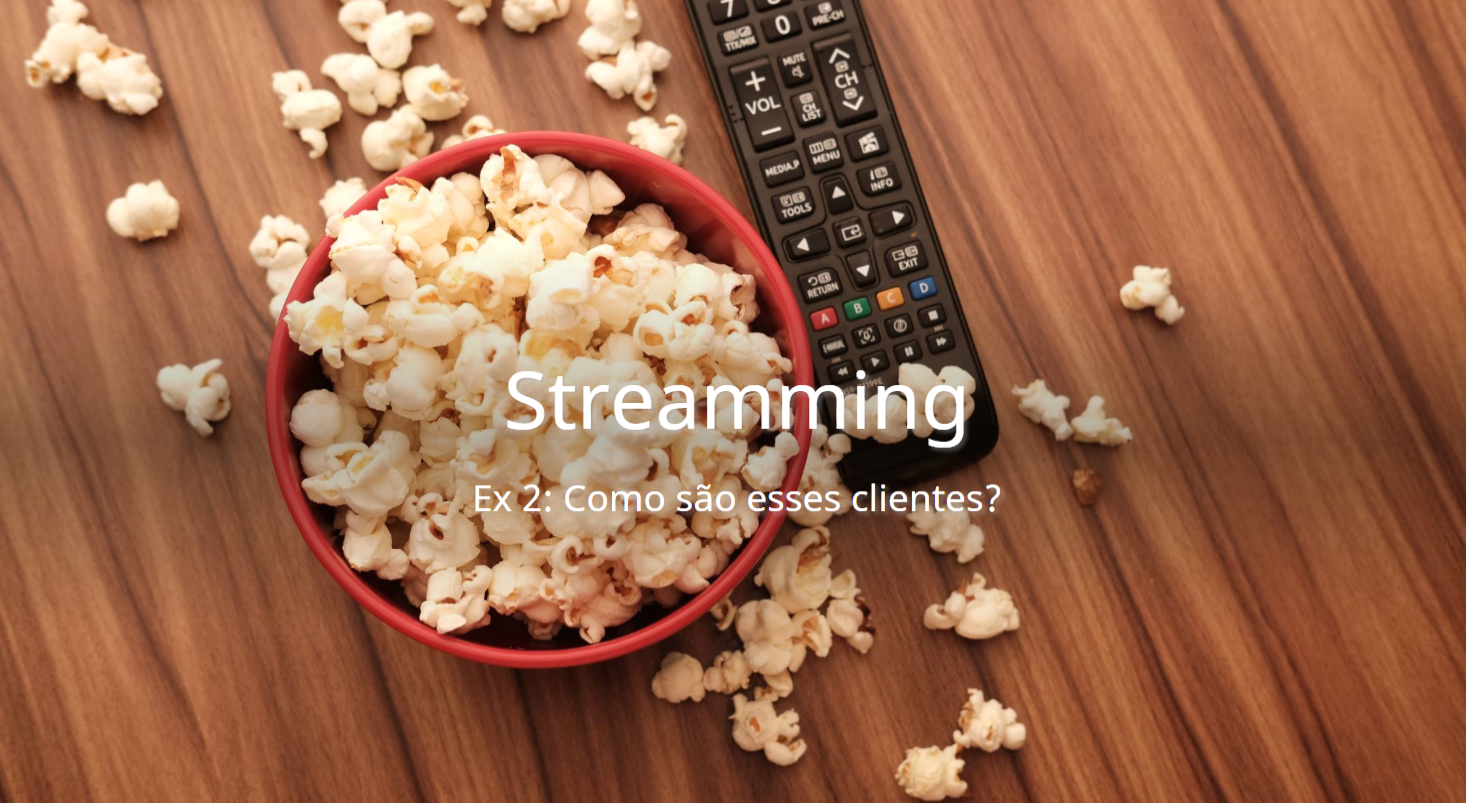 7
0
TTX/MIX
PRE-CH
MUTE
+
VOL
−
CH
CH
LIST
MEDIA.P
MENU
TOOLS
INFO
RETURN
EXIT
A B C D
Streamming
Ex 2: Como são esses clientes?